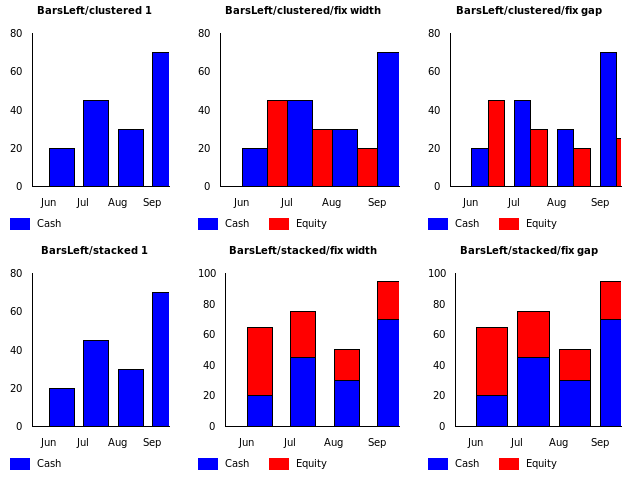 BarsLeft/clustered 1
80
60
40
20
0
Jun Jul Aug Sep
Cash
BarsLeft/clustered/fix width
80
60
40
20
0
Jun Jul Aug Sep
Cash Equity
BarsLeft/clustered/fix gap
80
60
40
20
0
Jun Jul Aug Sep
Cash Equity
BarsLeft/stacked 1
80
60
40
20
0
Jun Jul Aug Sep
Cash
BarsLeft/stacked/fix width
100
80
60
40
20
0
Jun Jul Aug Sep
Cash Equity
BarsLeft/stacked/fix gap
100
80
60
40
20
0
Jun Jul Aug Sep
Cash Equity